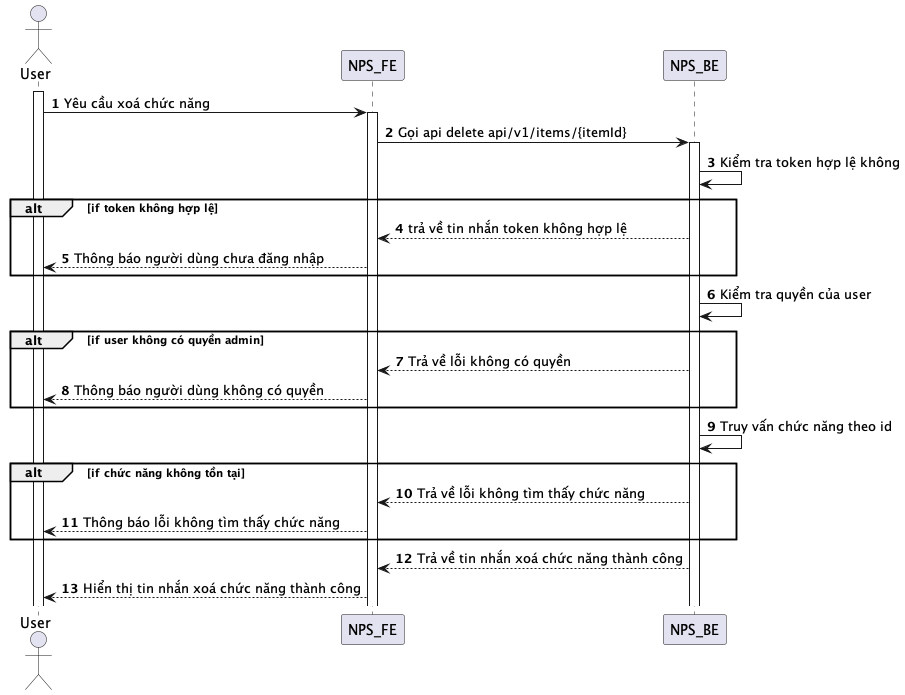 User
NPS_FE
NPS_BE
1 Yêu cầu xoá chức năng
2 Gọi api delete api/v1/items/{itemId}
3 Kiểm tra token hợp lệ không
alt [if token không hợp lệ]
4 trả về tin nhắn token không hợp lệ
5 Thông báo người dùng chưa đăng nhập
6 Kiểm tra quyền của user
alt [if user không có quyền admin]
7 Trả về lỗi không có quyền
8 Thông báo người dùng không có quyền
9 Truy vấn chức năng theo id
alt [if chức năng không tồn tại]
10 Trả về lỗi không tìm thấy chức năng
11 Thông báo lỗi không tìm thấy chức năng
12 Trả về tin nhắn xoá chức năng thành công
13 Hiển thị tin nhắn xoá chức năng thành công
User
NPS_FE
NPS_BE